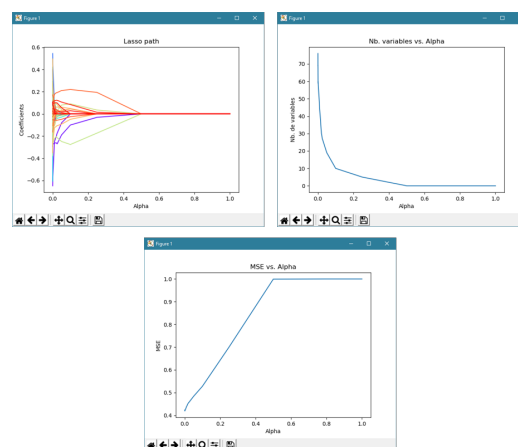 Figure 1
Lasso path
0.6
0.4
0.2
0.0
−0.2
−0.4
−0.6
Coefficients
0.0 0.2 0.4 0.6 0.8 1.0
Alpha
Figure 1
Nb. variables vs. Alpha
70
60
50
40
30
20
10
0
Nb. de variables
0.0 0.2 0.4 0.6 0.8 1.0
Alpha
Figure 1
MSE vs. Alpha
1.0
0.9
0.8
0.7
0.6
0.5
0.4
MSE
0.0 0.2 0.4 0.6 0.8 1.0
Alpha